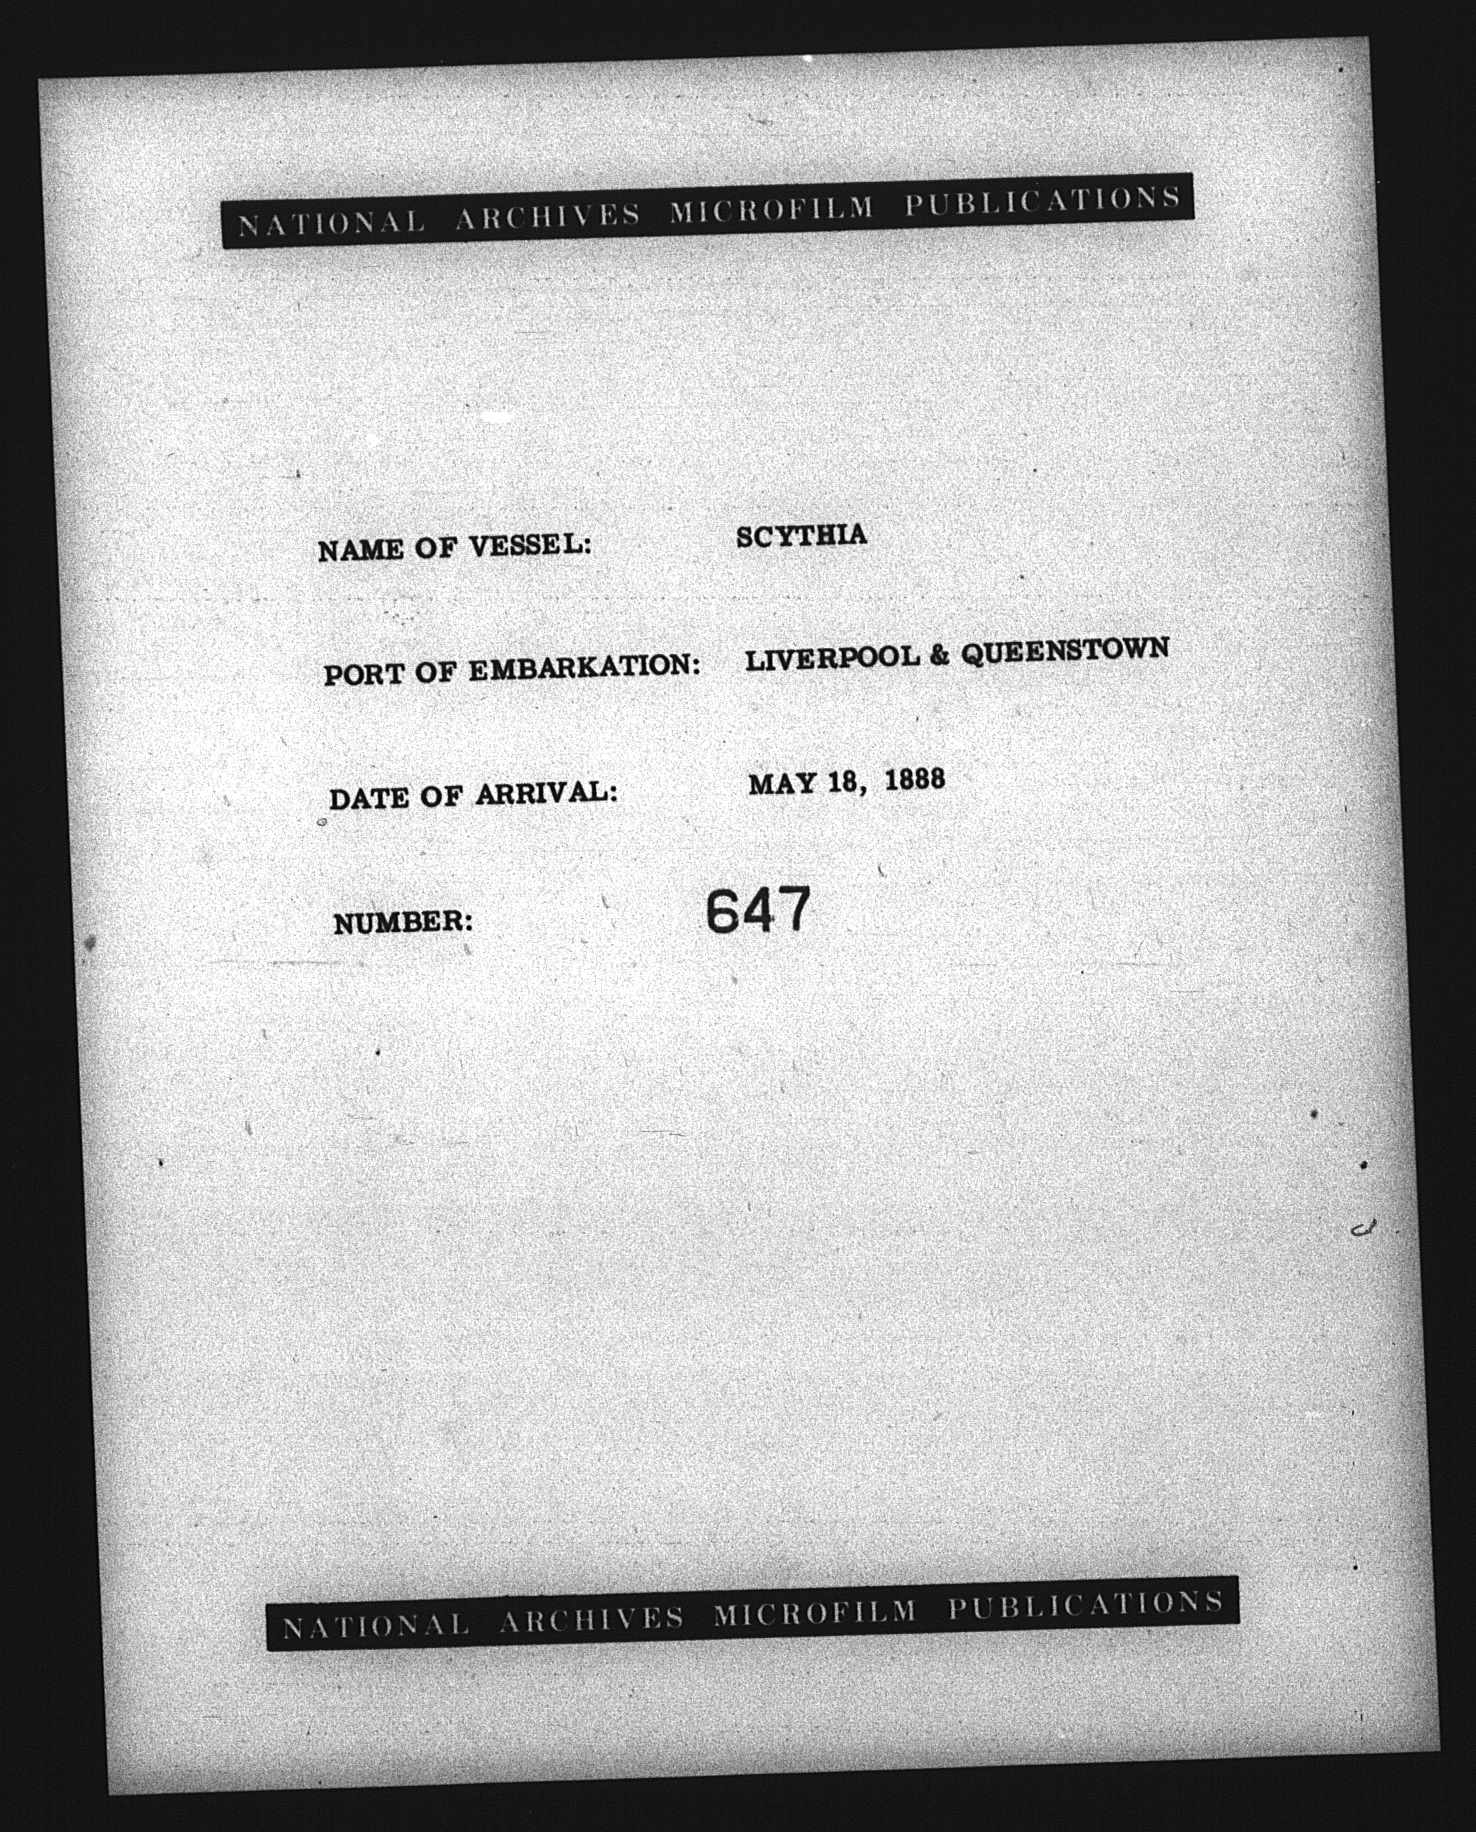 NATIONAL ARCHIVES MICROFILM PUBLICATIONS
NAME OF VESSEL: SCYTHIA
PORT OF EMBARKATION: LIVERPOOL & QUEENSTOWN
DATE OF ARRIVAL: MAY 18, 1888
NUMBER: 647
NATIONAL ARCHIVES MICROFILM PUBLICATIONS